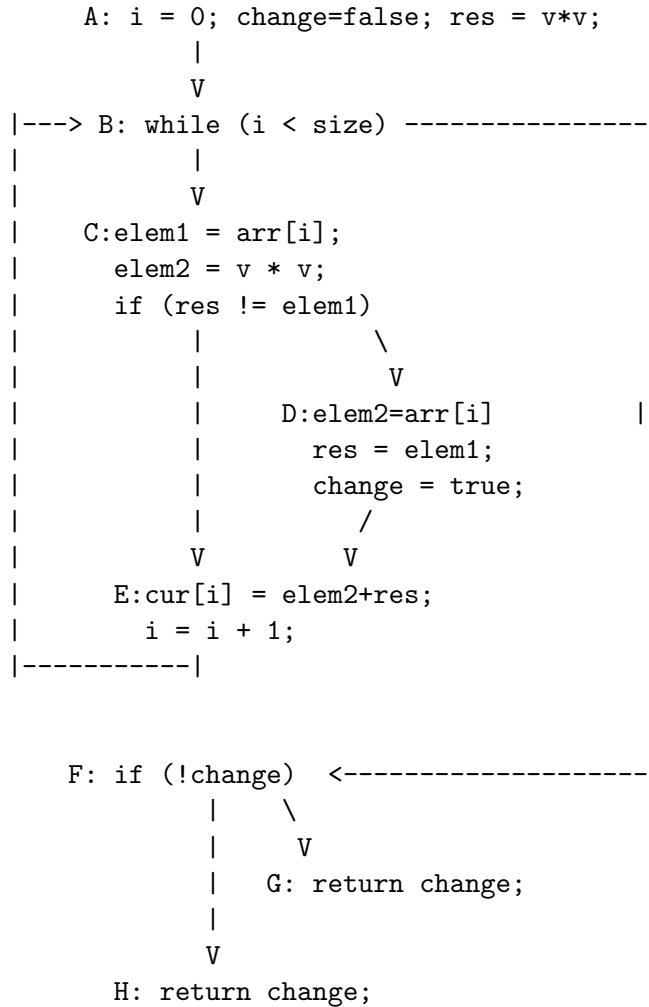 A: i = 0; change=false; res = v*v;
|
V
|---> B: while (i < size) ----------------
|         |
|         V
|    C:elem1 = arr[i];
|      elem2 = v * v;
|      if (res != elem1)
|         |         \
|         |          V
|         |    D:elem2=arr[i]      |
|         |      res = elem1;
|         |      change = true;
|         |        /
|         V       V
|      E:cur[i] = elem2+res;
|        i = i + 1;
|-----------|
F: if (!change)  <---------------------
|   \
|    V
|  G: return change;
|
V
H: return change;